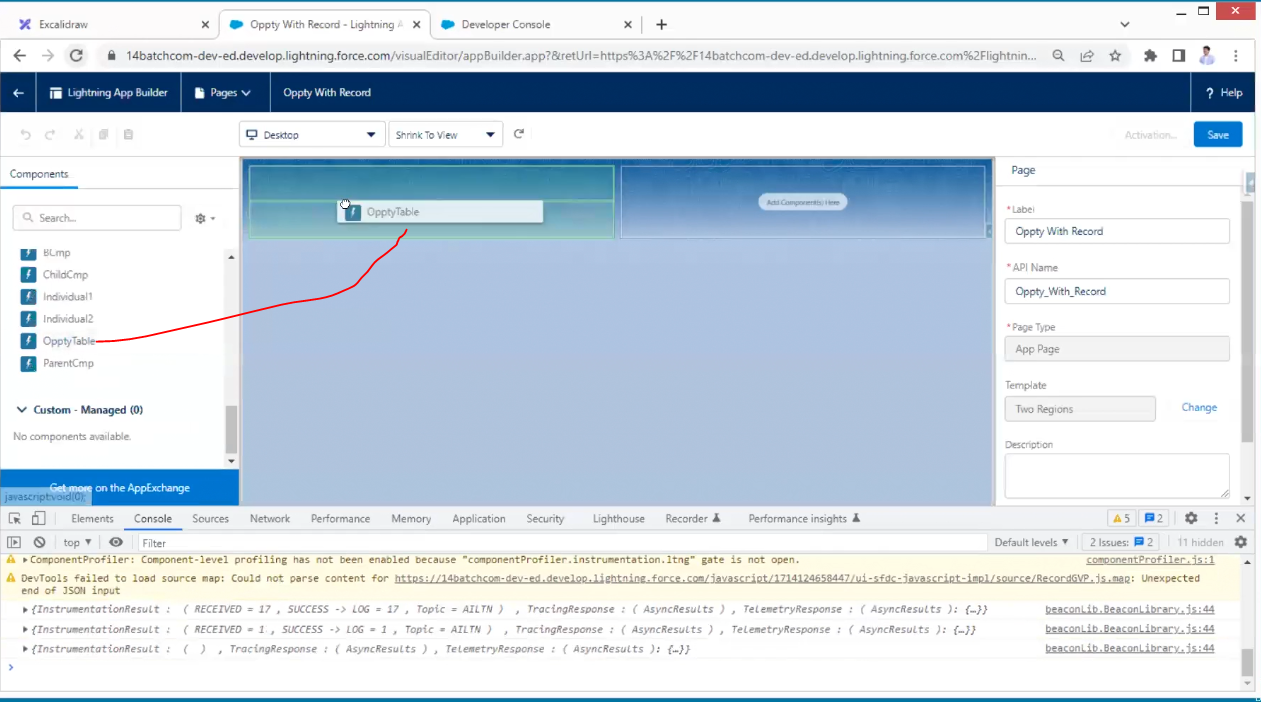 Excalidraw
Oppty With Record - Lightning A
Developer Console
14batchcom-dev-ed.develop.lightning.force.com/visualEditor/appBuilder.app?&retUrl=https%3A%2F%2F14batchcom-dev-ed.develop.lightning.force.com%2Flightnin...
Lightning App Builder
Pages
Oppty With Record
? Help
Desktop
Shrink To View
Activation...
Save
Components
Search...
BCmp
ChildCmp
Individual1
Individual2
OpptyTable
ParentCmp
Custom - Managed (0)
No components available.
Get more on the AppExchange
javascript:void(0);
OpptyTable
Add Component(s) Here
Page
*Label
Oppty With Record
*API Name
Oppty_With_Record
*Page Type
App Page
Template
Two Regions
Change
Description
Elements
Console
Sources
Network
Performance
Memory
Application
Security
Lighthouse
Recorder
Performance insights
5
2
top
Filter
Default levels
2 Issues: 2
11 hidden
ComponentProfiler: Component-level profiling has not been enabled because "componentProfiler.instrumentation.ltng" gate is not open.
componentProfiler.js:1
DevTools failed to load source map: Could not parse content for https://14batchcom-dev-ed.develop.lightning.force.com/javascript/1714124658447/ui-sfdc-javascript-impl/source/RecordGVP.js.map: Unexpected
end of JSON input
{InstrumentationResult : ( RECEIVED = 17 , SUCCESS -> LOG = 17 , Topic = AILTN ) , TracingResponse : ( AsyncResults ) , TelemetryResponse : ( AsyncResults ): {…}}
beaconLib.BeaconLibrary.js:44
{InstrumentationResult : ( RECEIVED = 1 , SUCCESS -> LOG = 1 , Topic = AILTN ) , TracingResponse : ( AsyncResults ) , TelemetryResponse : ( AsyncResults ): {…}}
beaconLib.BeaconLibrary.js:44
{InstrumentationResult : ( ) , TracingResponse : ( AsyncResults ) , TelemetryResponse : ( AsyncResults ): {…}}
beaconLib.BeaconLibrary.js:44